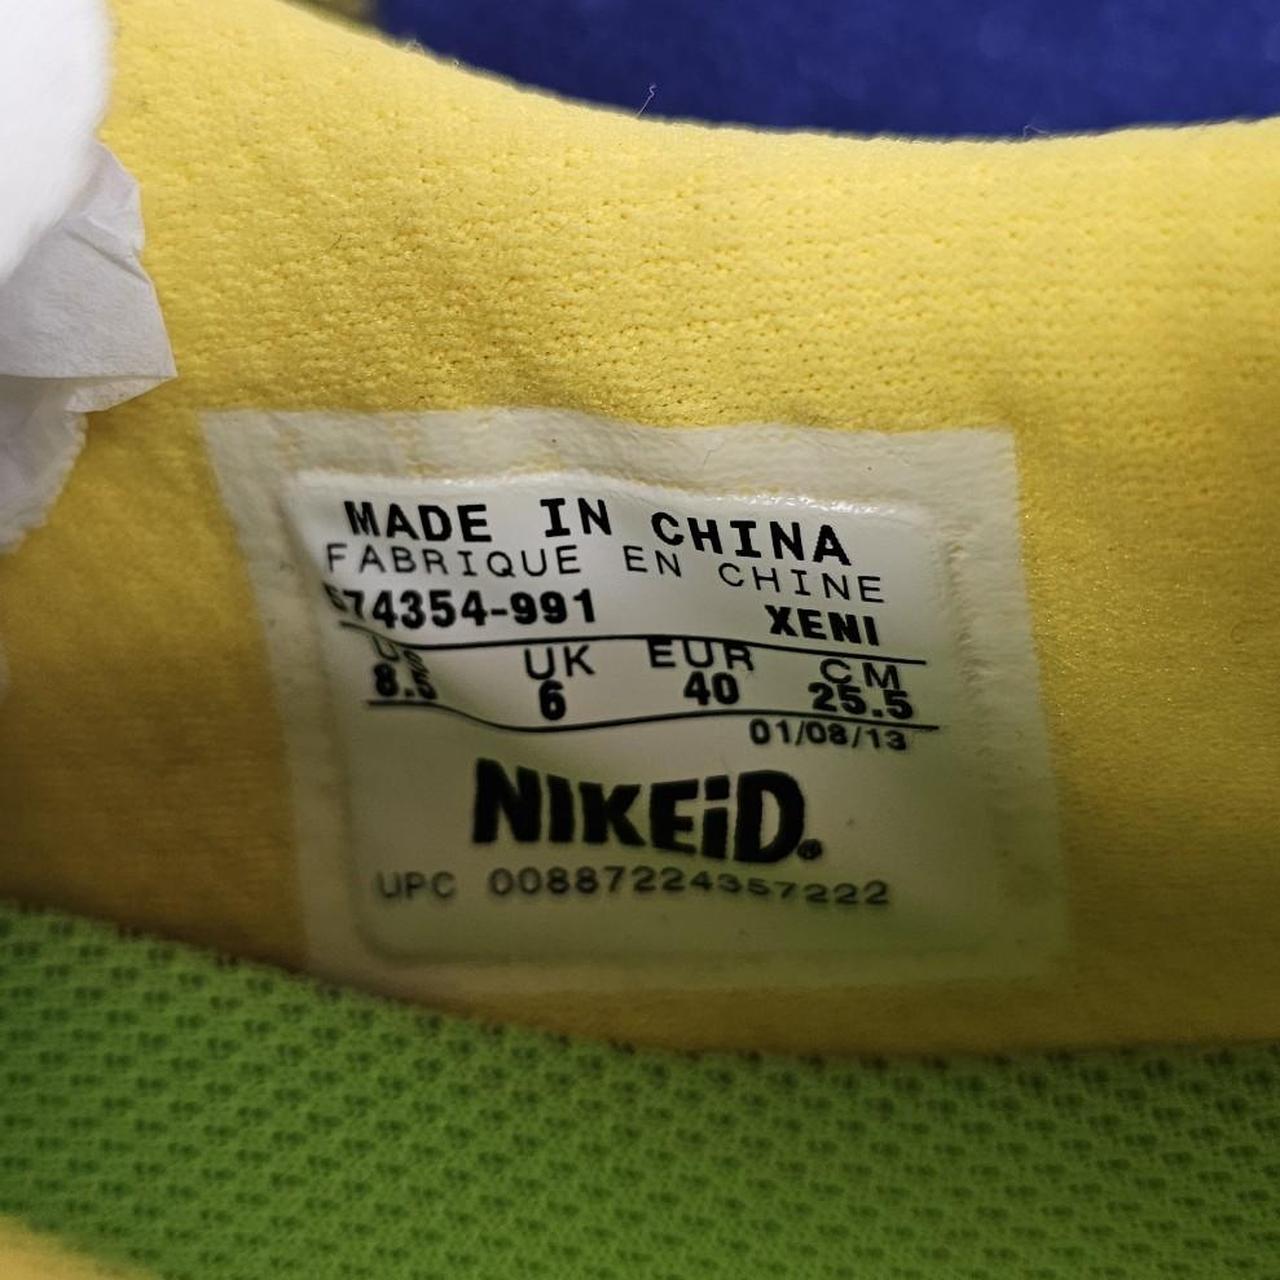 MADE IN CHINA
FABRIQUE EN CHINE
574354-991 XENI
US UK EUR CM
8.5 6 40 25.5
01/08/13
NIKEiD®
UPC 00887224357222